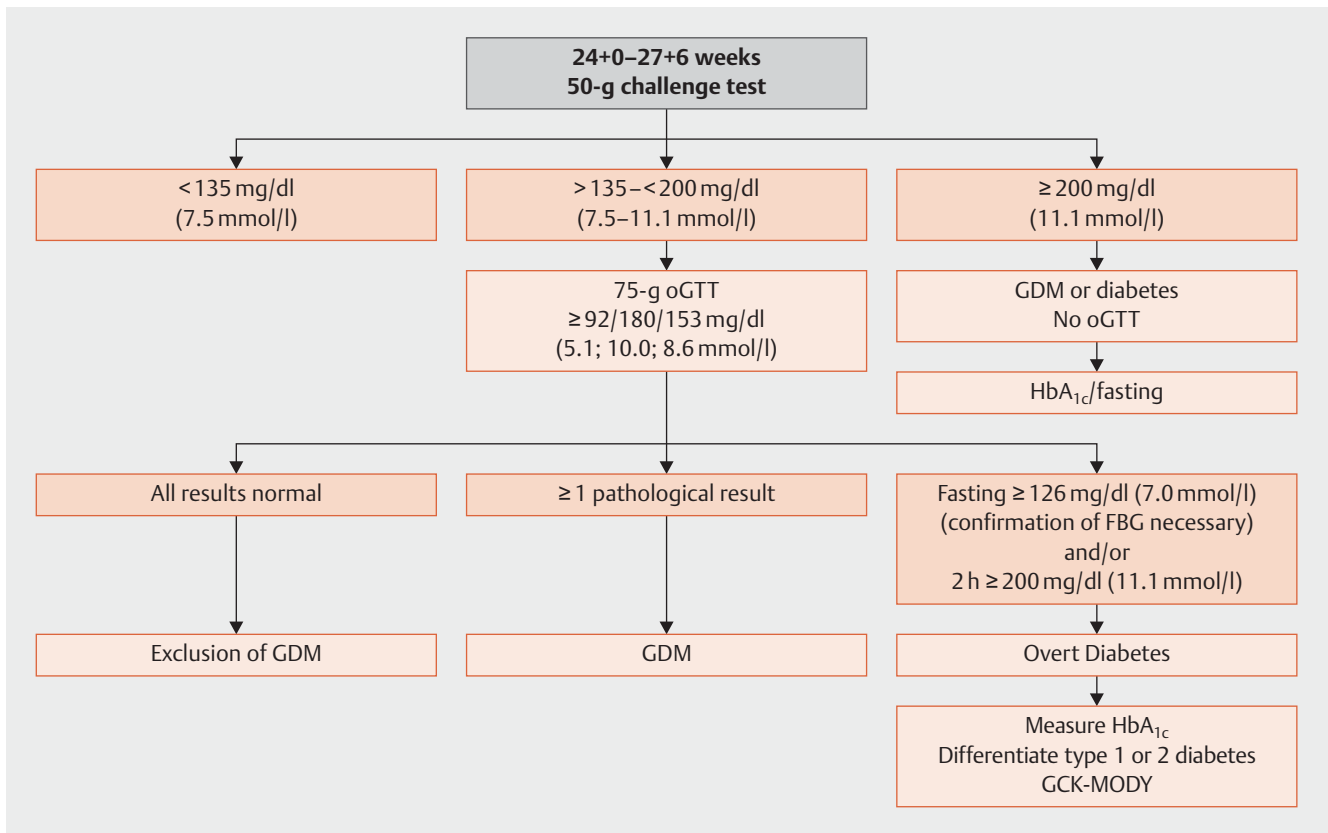 24+0–27+6 weeks
50-g challenge test
< 135 mg/dl
(7.5 mmol/l)
> 135 – < 200 mg/dl
(7.5–11.1 mmol/l)
≥ 200 mg/dl
(11.1 mmol/l)
75-g oGTT
≥ 92/180/153 mg/dl
(5.1; 10.0; 8.6 mmol/l)
GDM or diabetes
No oGTT
HbA1c/fasting
All results normal
≥ 1 pathological result
Fasting ≥ 126 mg/dl (7.0 mmol/l)
(confirmation of FBG necessary)
and/or
2 h ≥ 200 mg/dl (11.1 mmol/l)
Exclusion of GDM
GDM
Overt Diabetes
Measure HbA1c
Differentiate type 1 or 2 diabetes
GCK-MODY